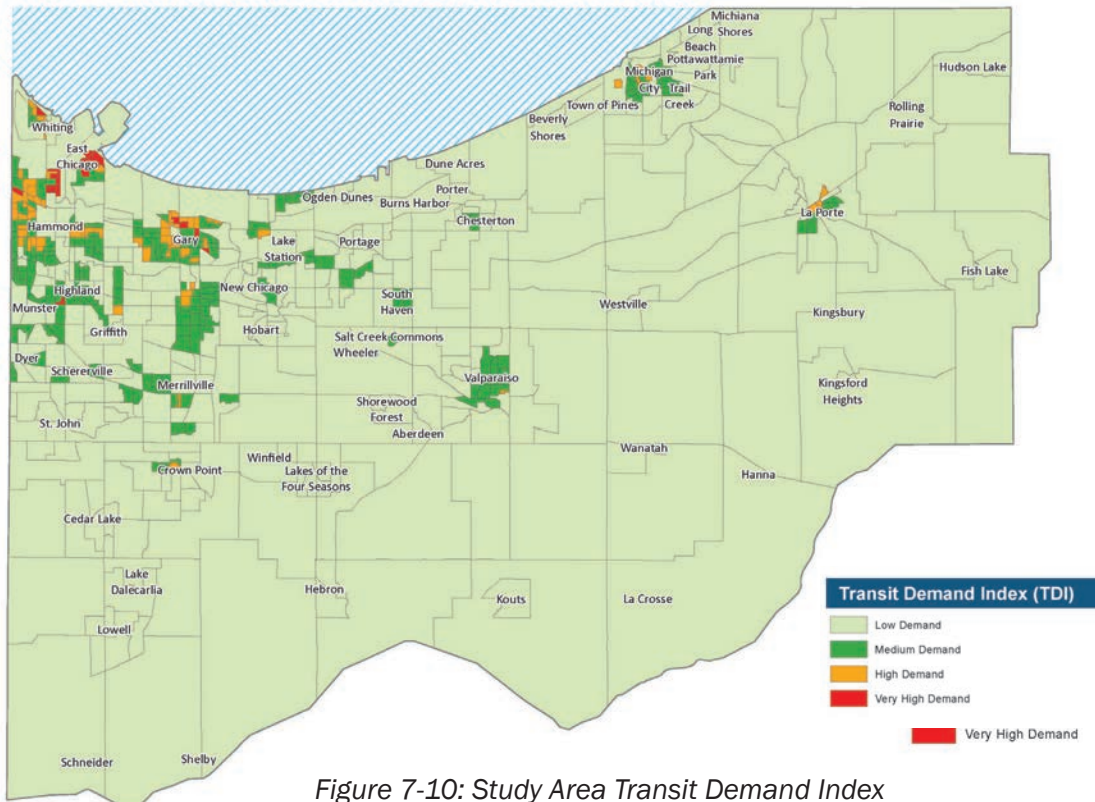 Michiana
Long Shores
Beach
Pottawattamie
Michigan Park
City Trail
Creek
Hudson Lake
Town of Pines
Rolling
Prairie
Beverly
Shores
Whiting
East
Chicago
Dune Acres
Ogden Dunes
Porter
Burns Harbor
Chesterton
La Porte
Hammond
Gary
Lake
Station
Portage
Fish Lake
Highland
New Chicago
South
Haven
Westville
Munster
Kingsbury
Griffith
Hobart
Salt Creek Commons
Wheeler
Dyer
Schererville
Merrillville
Valparaiso
Kingsford
Heights
Shorewood
Forest
St. John
Aberdeen
Wanatah
Winfield
Crown Point
Lakes of the
Four Seasons
Hanna
Cedar Lake
Lake
Dalecarlia
Hebron
Kouts
La Crosse
Lowell
Schneider
Shelby
Transit Demand Index (TDI)
Low Demand
Medium Demand
High Demand
Very High Demand
Very High Demand
Figure 7-10: Study Area Transit Demand Index